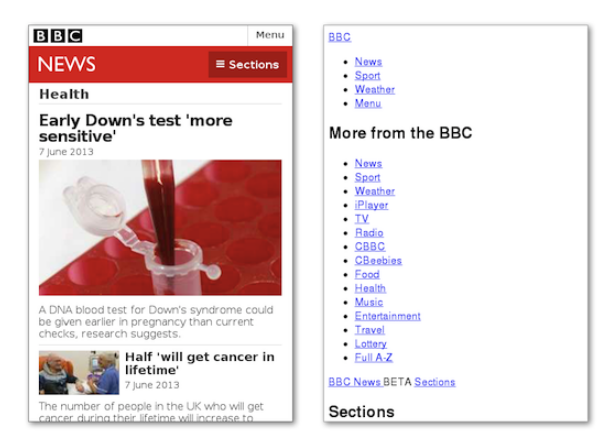 BBC
Menu
NEWS
≡ Sections
Health
Early Down's test 'more
sensitive'
7 June 2013
A DNA blood test for Down's syndrome could
be given earlier in pregnancy than current
checks, research suggests.
Half 'will get cancer in
lifetime'
7 June 2013
The number of people in the UK who will get
cancer during their lifetime will increase to
BBC
News
Sport
Weather
Menu
More from the BBC
News
Sport
Weather
iPlayer
TV
Radio
CBBC
CBeebies
Food
Health
Music
Entertainment
Travel
Lottery
Full A-Z
BBC News BETA Sections
Sections